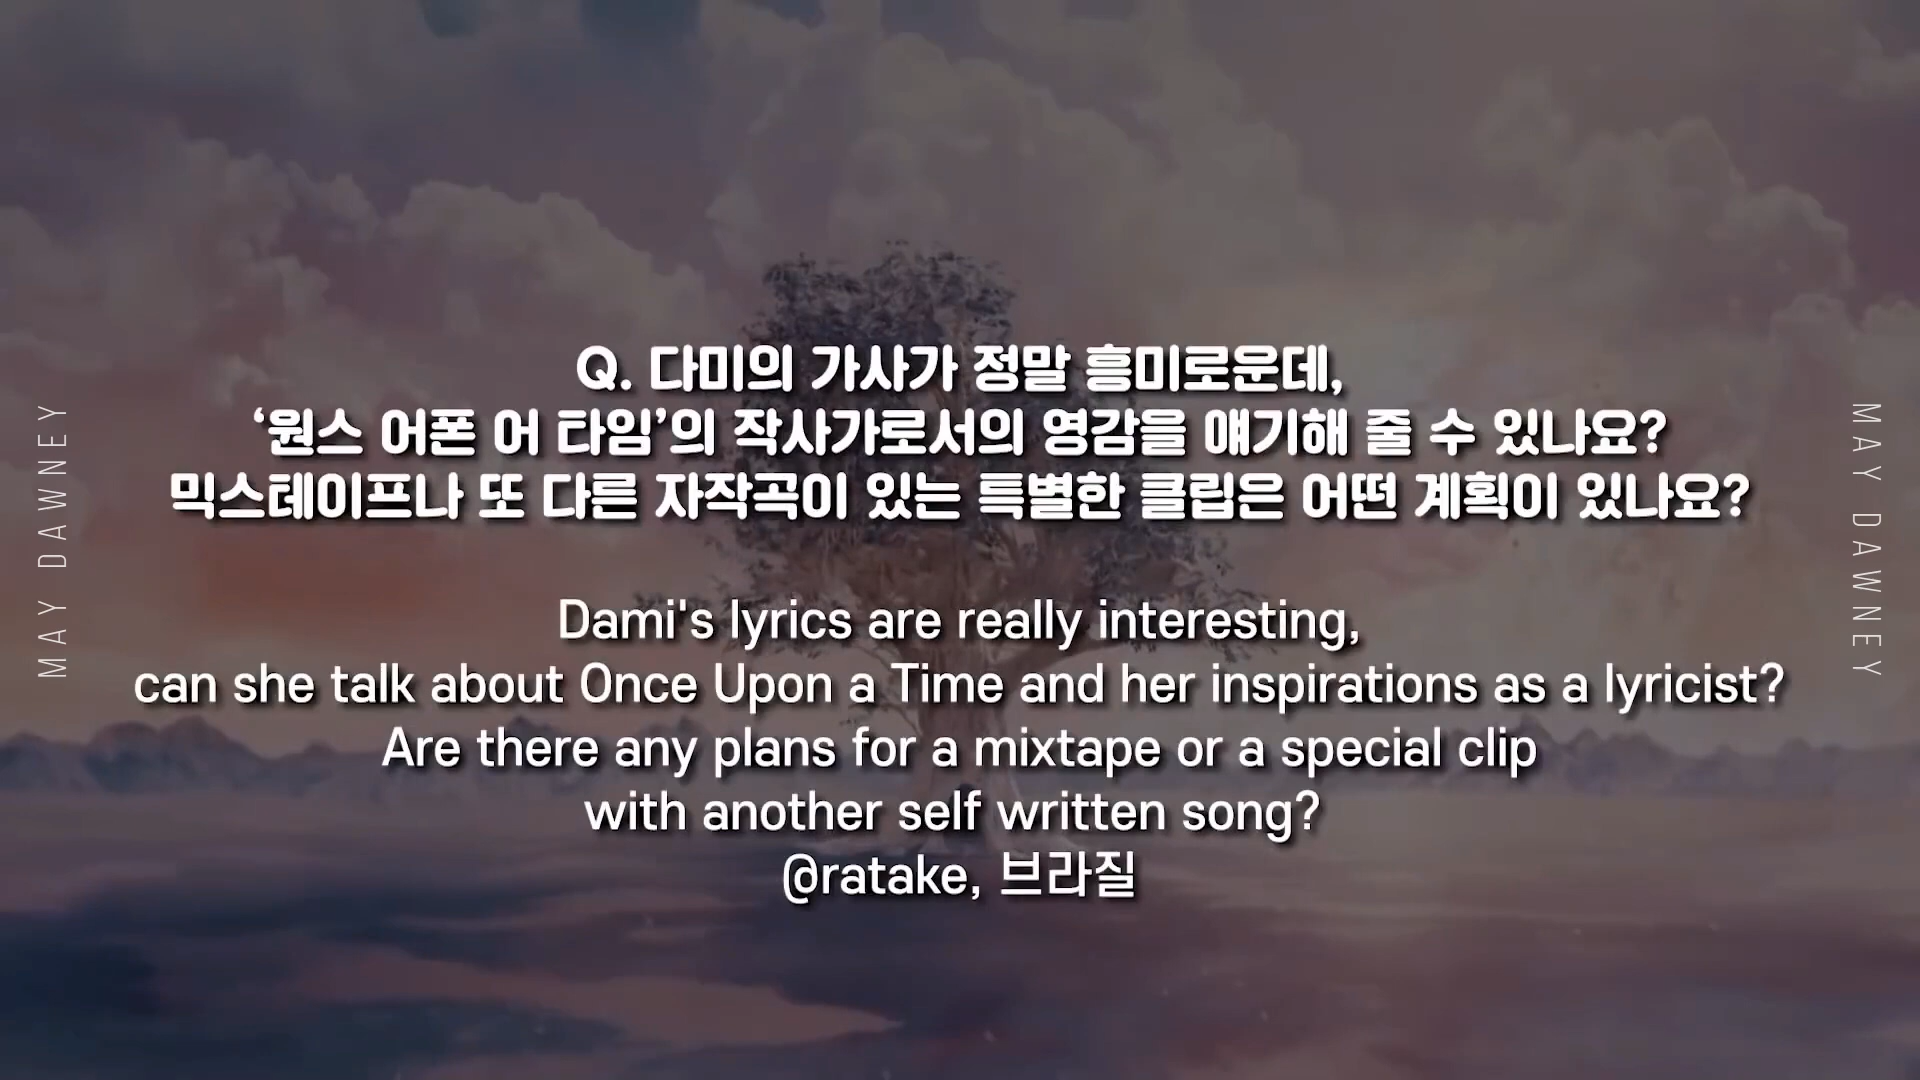 Q. 다미의 가사가 정말 흥미로운데,
‘원스 어폰 어 타임’의 작사가로서의 영감을 얘기해 줄 수 있나요?
믹스테이프나 또 다른 자작곡이 있는 특별한 클립은 어떤 계획이 있나요?
Dami's lyrics are really interesting,
can she talk about Once Upon a Time and her inspirations as a lyricist?
Are there any plans for a mixtape or a special clip
with another self written song?
@ratake, 브라질
MAY DAWNEY
MAY DAWNEY